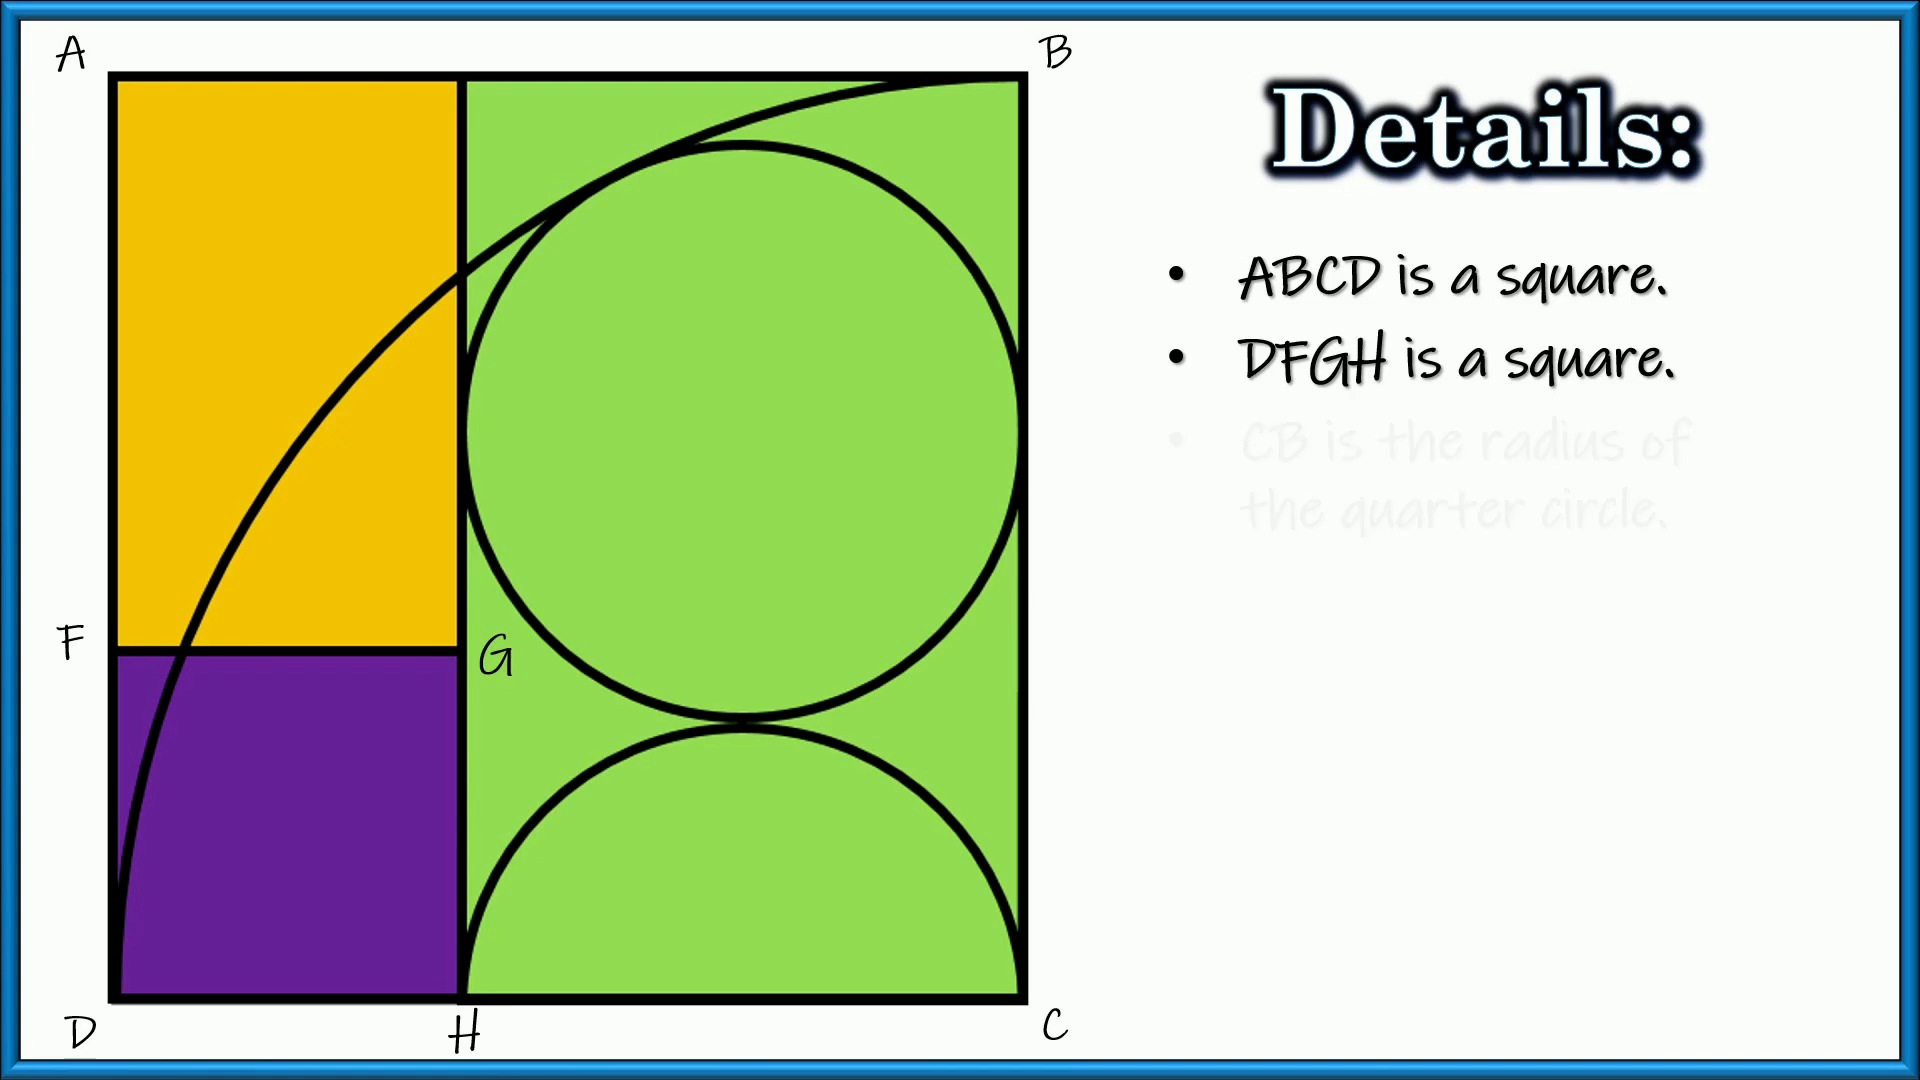 A
B
Details:
• ABCD is a square.
• DFGH is a square.
• CB is the radius of
the quarter circle.
F
G
D
H
C